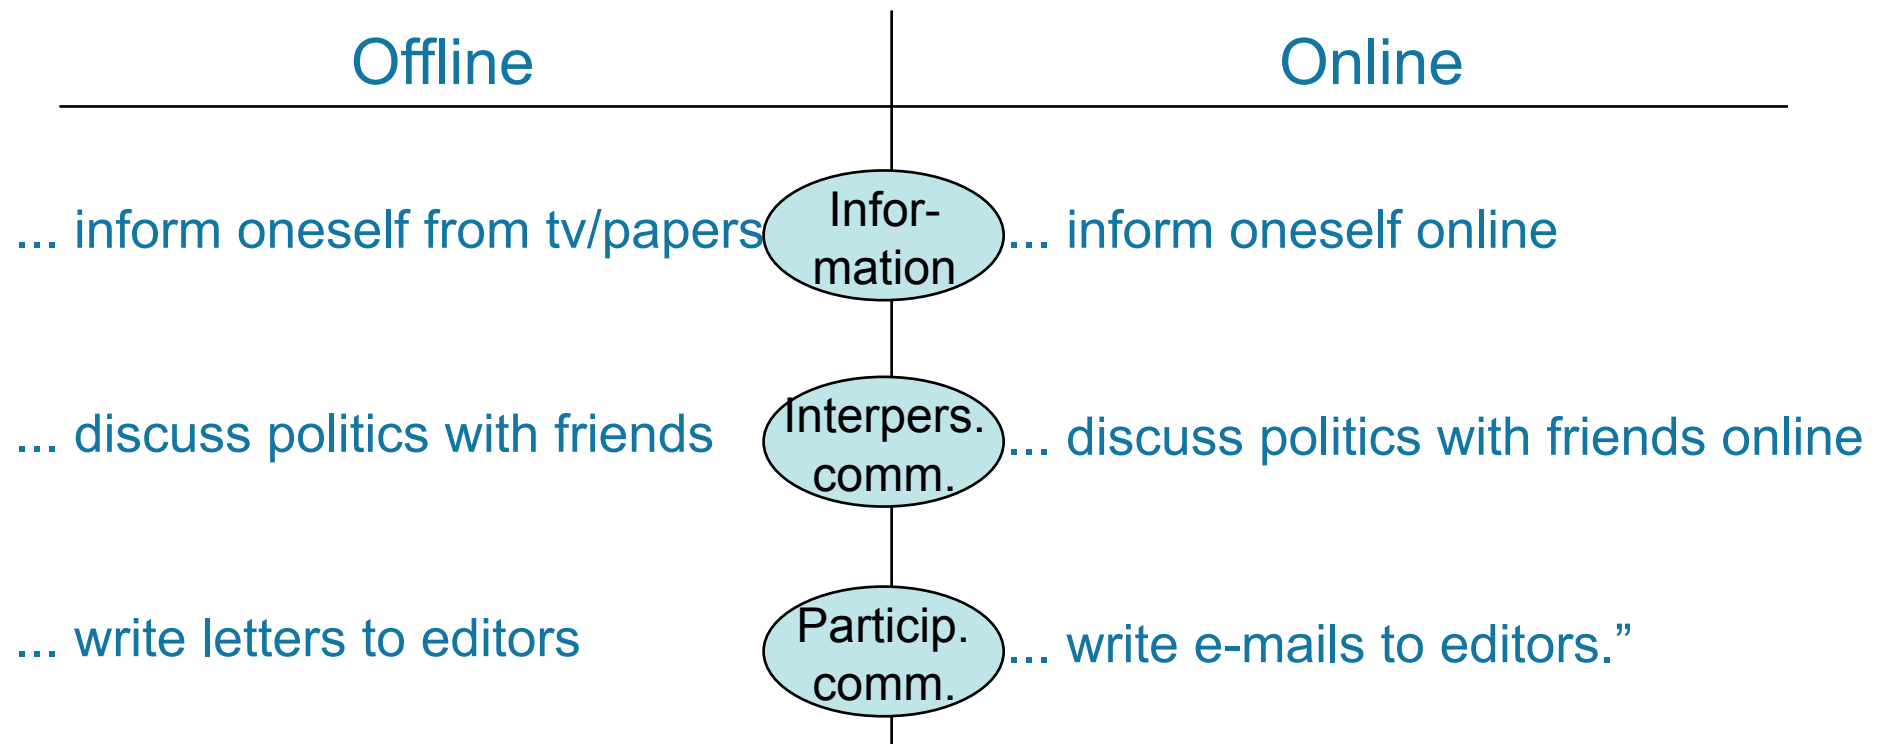 Offline
Online
... inform oneself from tv/papers
Infor-
mation
... inform oneself online
... discuss politics with friends
Interpers.
comm.
... discuss politics with friends online
... write letters to editors
Particip.
comm.
... write e-mails to editors.”